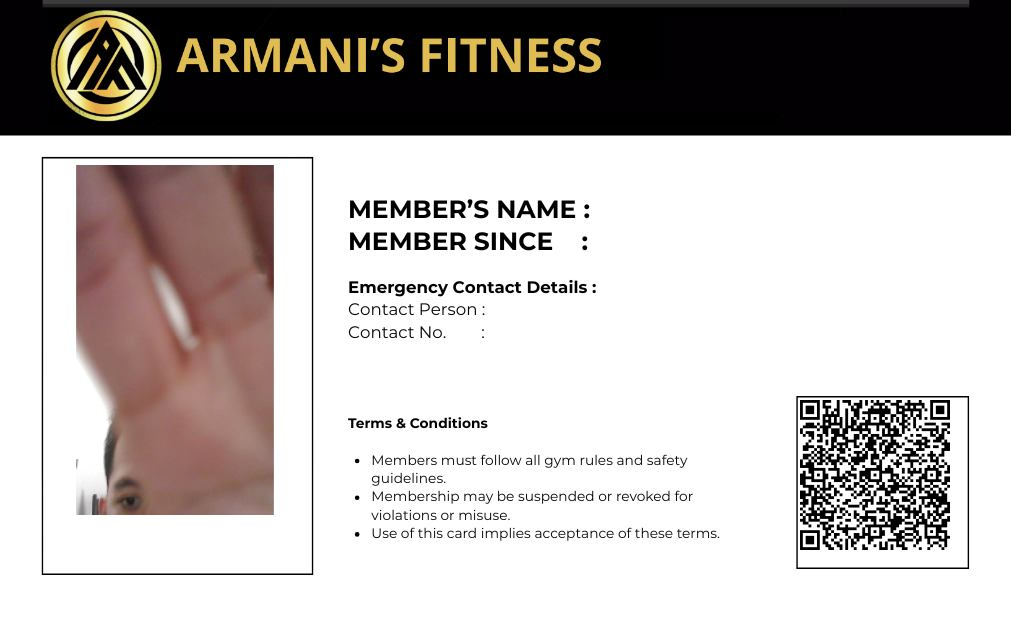 ARMANI’S FITNESS
MEMBER’S NAME :
MEMBER SINCE :
Emergency Contact Details :
Contact Person :
Contact No. :
Terms & Conditions
• Members must follow all gym rules and safety
guidelines.
• Membership may be suspended or revoked for
violations or misuse.
• Use of this card implies acceptance of these terms.